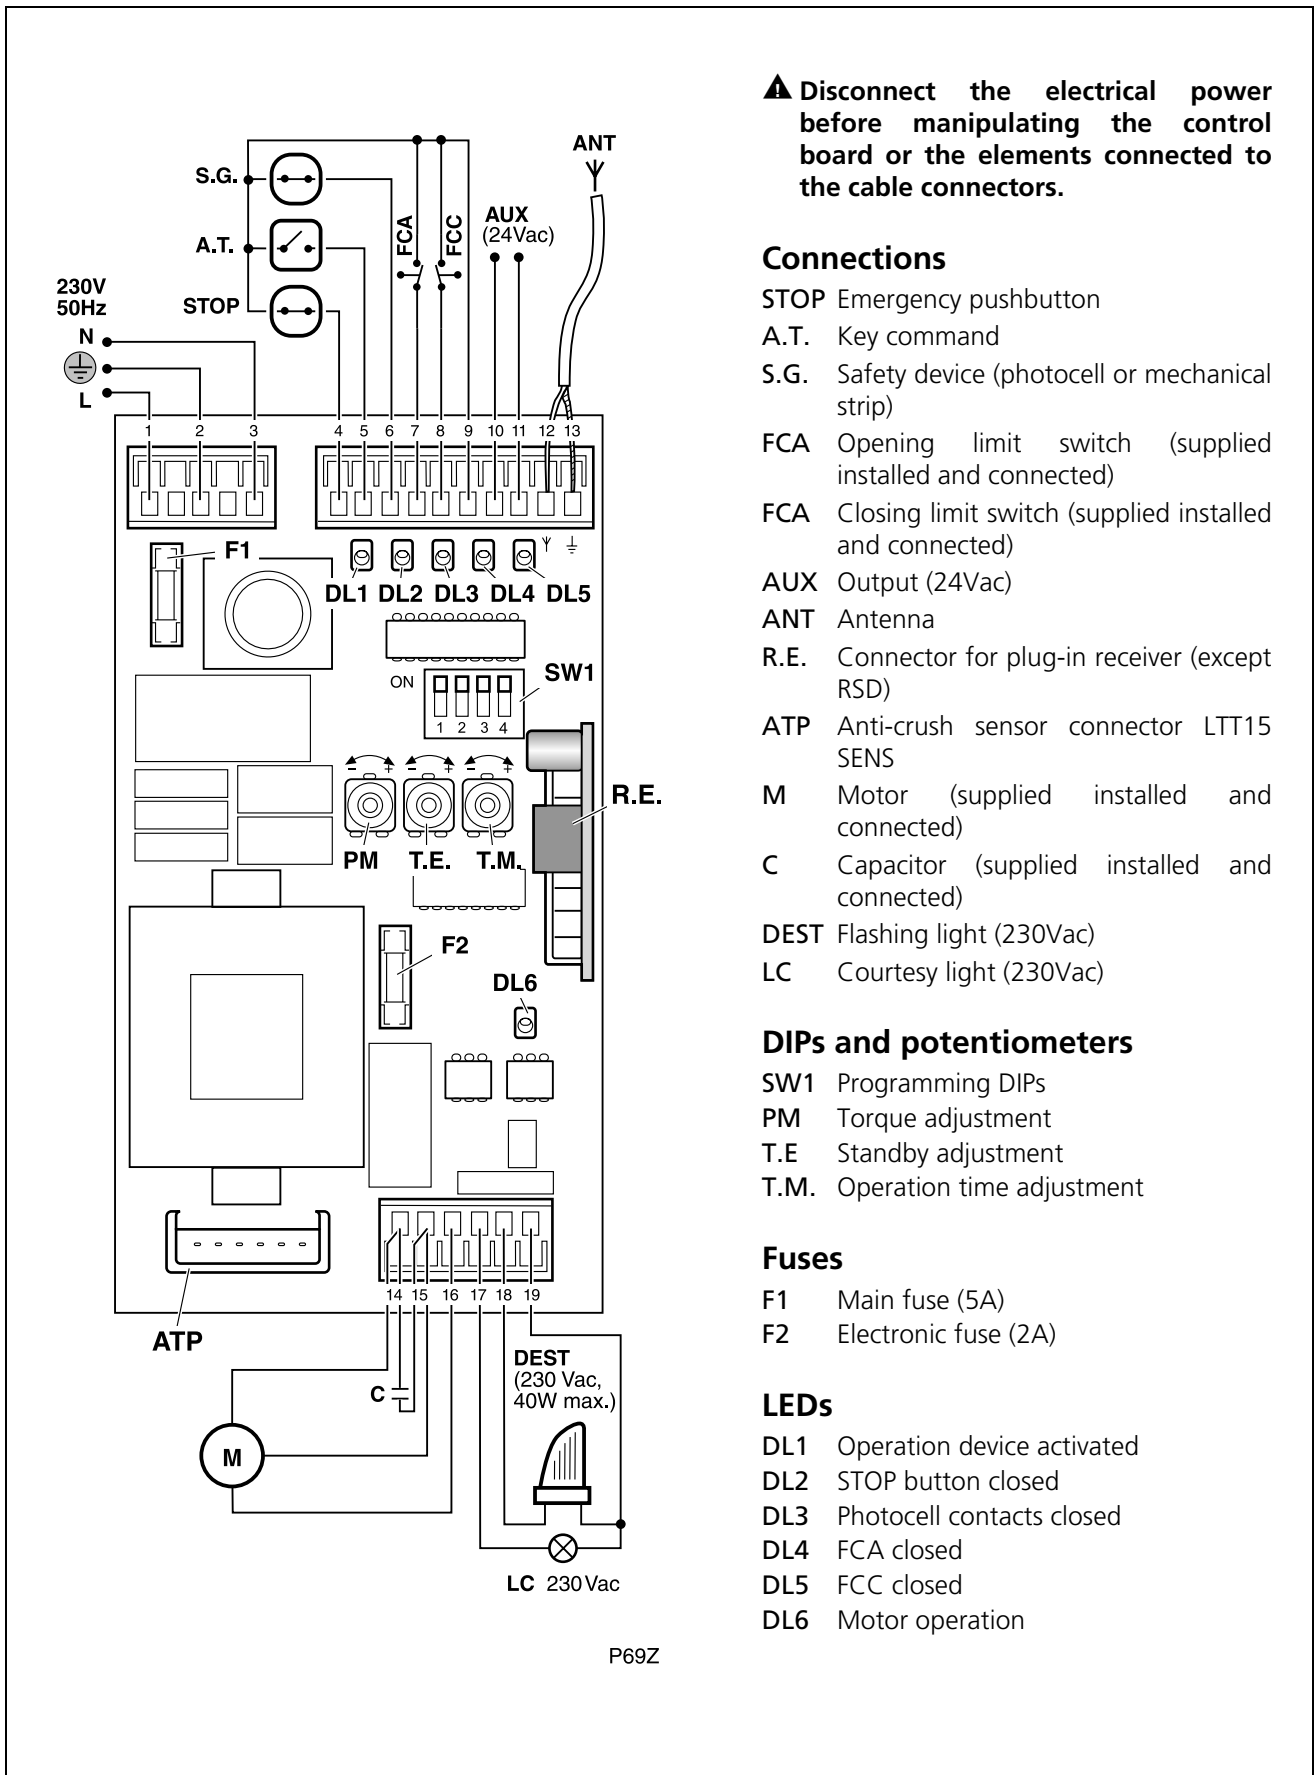 ANT
S.G.
A.T.
STOP
FCA
FCC
AUX
(24Vac)
230V
50Hz
N
L
1 2 3 4 5 6 7 8 9 10 11 12 13
F1
DL1 DL2 DL3 DL4 DL5
ON
SW1
1 2 3 4
- + - + - +
R.E.
PM T.E. T.M.
F2
DL6
14 15 16 17 18 19
ATP
C
DEST
(230 Vac,
40W max.)
M
LC 230Vac
P69Z
Disconnect the electrical power
before manipulating the control
board or the elements connected to
the cable connectors.
Connections
STOP Emergency pushbutton
A.T. Key command
S.G. Safety device (photocell or mechanical
strip)
FCA Opening limit switch (supplied
installed and connected)
FCA Closing limit switch (supplied installed
and connected)
AUX Output (24Vac)
ANT Antenna
R.E. Connector for plug-in receiver (except
RSD)
ATP Anti-crush sensor connector LTT15
SENS
M Motor (supplied installed and
connected)
C Capacitor (supplied installed and
connected)
DEST Flashing light (230Vac)
LC Courtesy light (230Vac)
DIPs and potentiometers
SW1 Programming DIPs
PM Torque adjustment
T.E Standby adjustment
T.M. Operation time adjustment
Fuses
F1 Main fuse (5A)
F2 Electronic fuse (2A)
LEDs
DL1 Operation device activated
DL2 STOP button closed
DL3 Photocell contacts closed
DL4 FCA closed
DL5 FCC closed
DL6 Motor operation